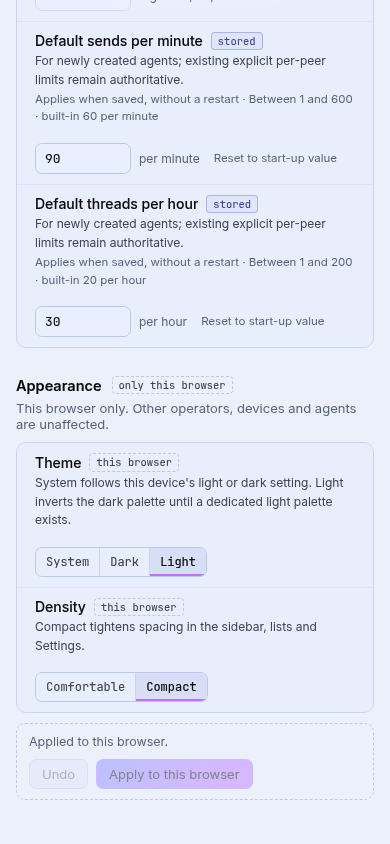 Default sends per minute stored
For newly created agents; existing explicit per-peer
limits remain authoritative.
Applies when saved, without a restart · Between 1 and 600
· built-in 60 per minute
90 per minute Reset to start-up value
Default threads per hour stored
For newly created agents; existing explicit per-peer
limits remain authoritative.
Applies when saved, without a restart · Between 1 and 200
· built-in 20 per hour
30 per hour Reset to start-up value
Appearance only this browser
This browser only. Other operators, devices and agents
are unaffected.
Theme this browser
System follows this device's light or dark setting. Light
inverts the dark palette until a dedicated light palette
exists.
System Dark Light
Density this browser
Compact tightens spacing in the sidebar, lists and
Settings.
Comfortable Compact
Applied to this browser.
Undo Apply to this browser